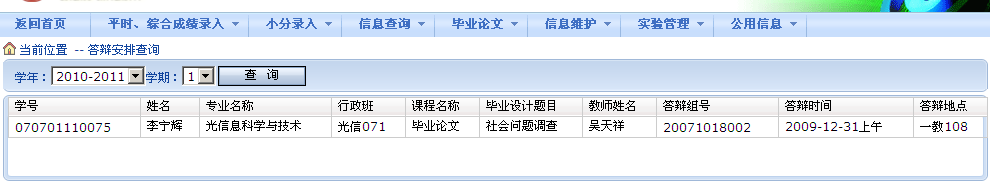 返回首页 平时、综合成绩录入 小分录入 信息查询 毕业论文 信息维护 实验管理 公用信息
当前位置 -- 答辩安排查询
学年：2010-2011 学期：1 查 询
学号 姓名 专业名称 行政班 课程名称 毕业设计题目 教师姓名 答辩组号 答辩时间 答辩地点
070701110075 李宁辉 光信息科学与技术 光信071 毕业论文 社会问题调查 吴天祥 20071018002 2009-12-31上午 一教108